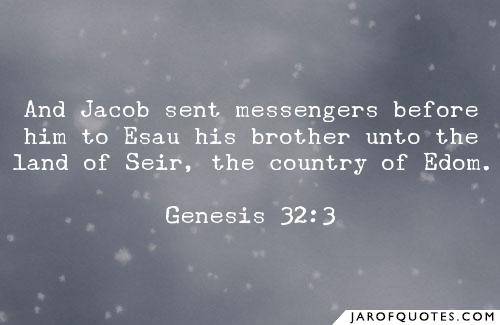 And Jacob sent messengers before
him to Esau his brother unto the
land of Seir, the country of Edom.
Genesis 32:3
JAROFQUOTES.COM